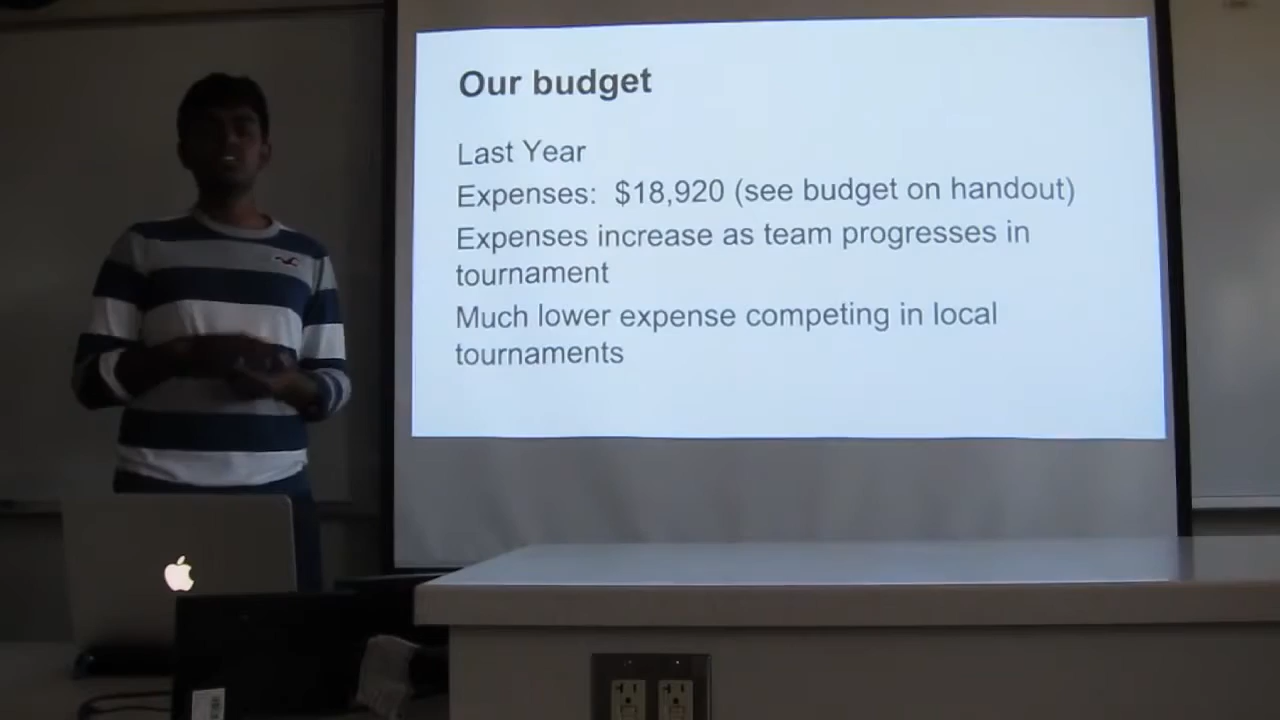 Our budget
Last Year
Expenses:  $18,920 (see budget on handout)
Expenses increase as team progresses in
tournament
Much lower expense competing in local
tournaments